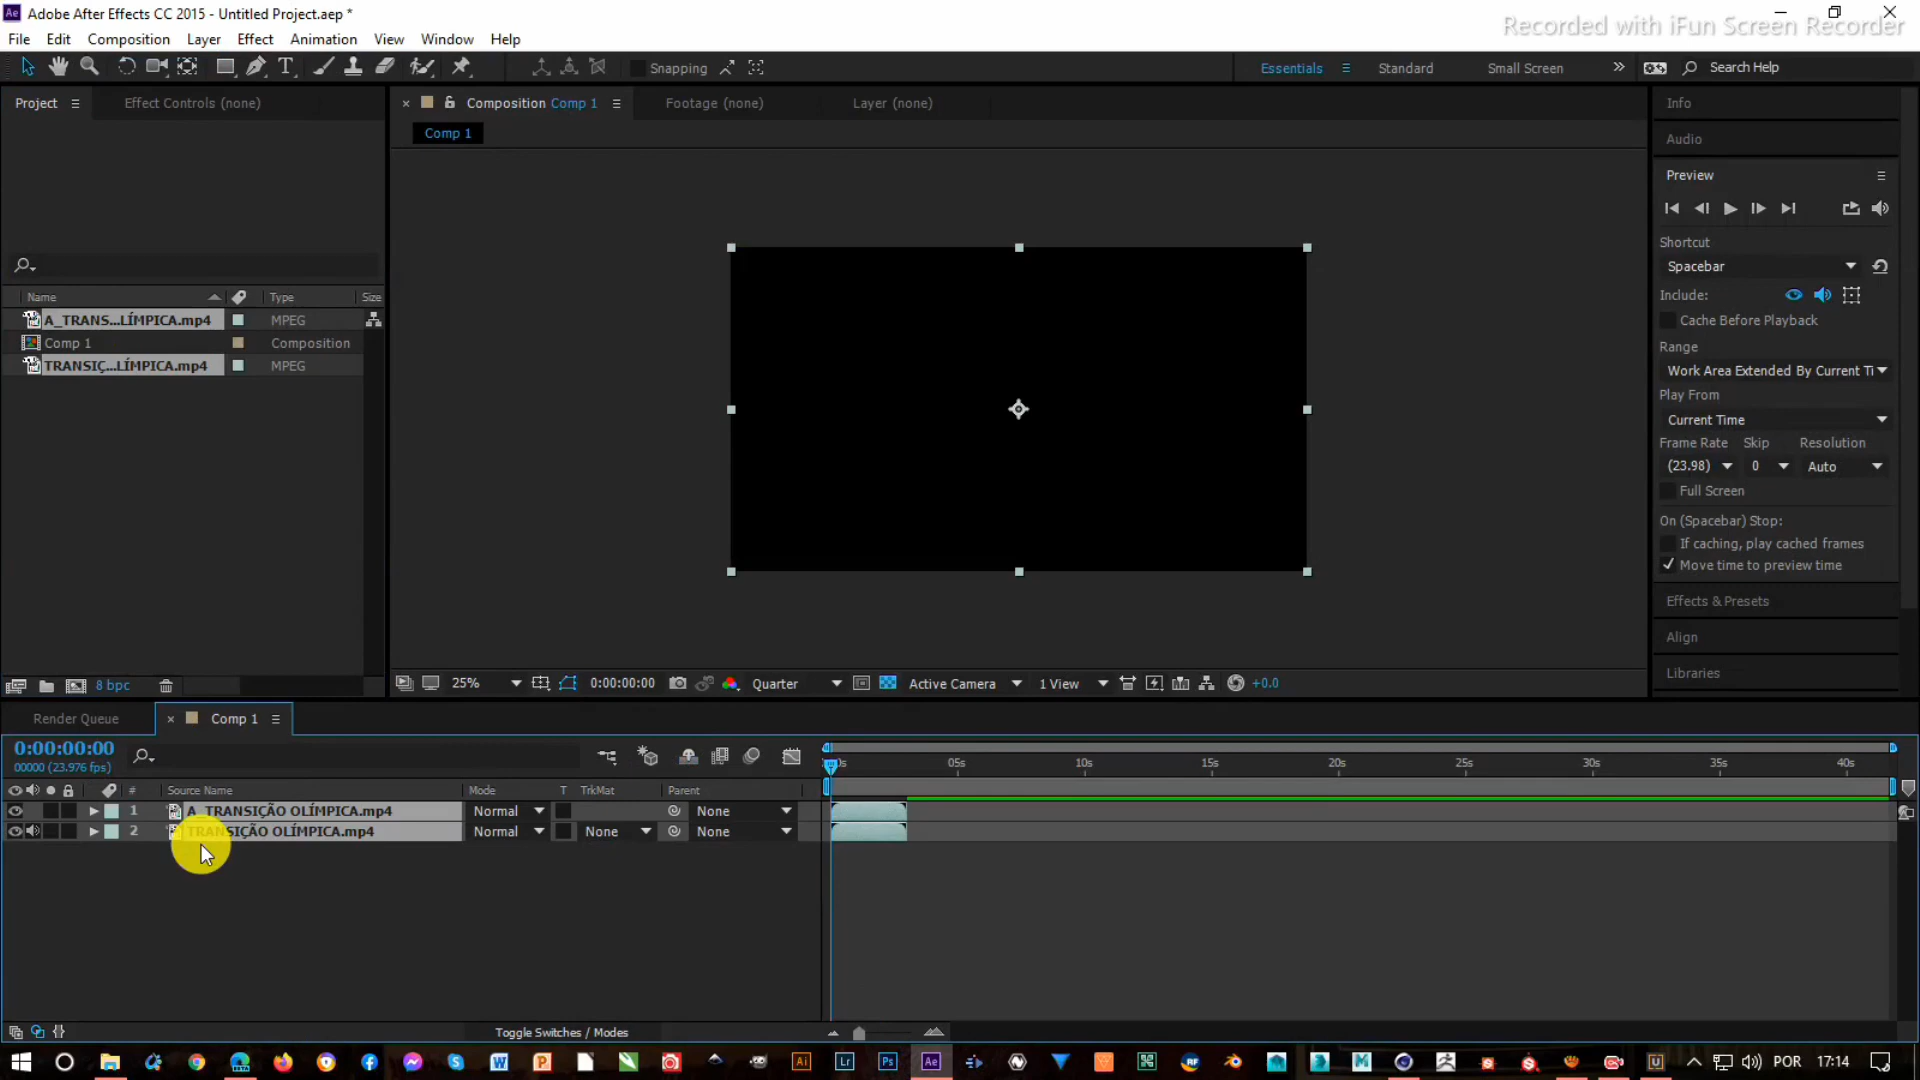 Adobe After Effects CC 2015 - Untitled Project.aep *
Recorded with iFun Screen Recorder
File Edit Composition Layer Effect Animation View Window Help
Snapping Essentials Standard Small Screen Search Help
Project Effect Controls (none) Composition Comp 1 Footage (none) Layer (none) Info
Comp 1
Audio
Preview
Shortcut
Spacebar
Include:
Cache Before Playback
Range
Work Area Extended By Current Ti
Play From
Current Time
Frame Rate Skip Resolution
(23.98) 0 Auto
Full Screen
On (Spacebar) Stop:
If caching, play cached frames
Move time to preview time
Effects & Presets
Align
Libraries
Name Type Size
A_TRANS...LÍMPICA.mp4 MPEG
Comp 1 Composition
TRANSIÇ...LÍMPICA.mp4 MPEG
8 bpc
25% 0:00:00:00 Quarter Active Camera 1 View +0.0
Render Queue Comp 1
0:00:00:00
00000 (23.976 fps)
05s 10s 15s 20s 25s 30s 35s 40s
# Source Name Mode T TrkMat Parent
1 A_TRANSIÇÃO OLÍMPICA.mp4 Normal None
2 TRANSIÇÃO OLÍMPICA.mp4 Normal None None
Toggle Switches / Modes
POR 17:14